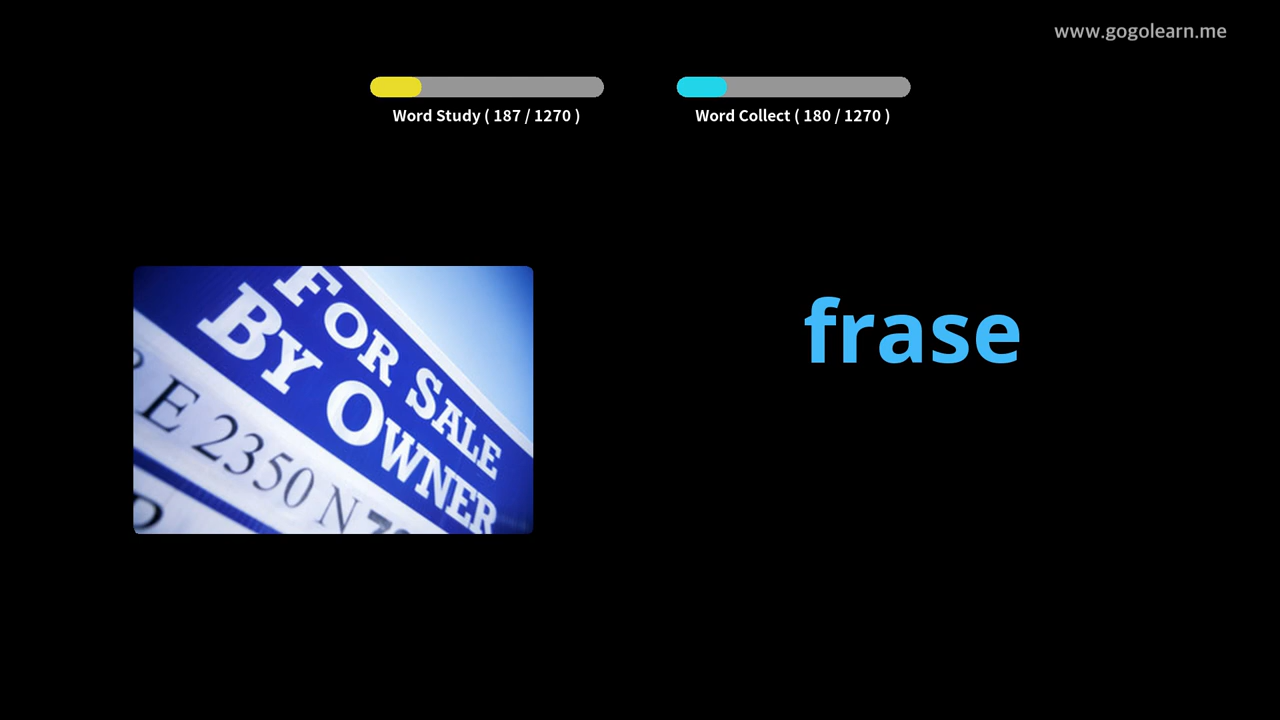 www.gogolearn.me
Word Study ( 187 / 1270 )
Word Collect ( 180 / 1270 )
FOR SALE
BY OWNER
E 2350 N
frase